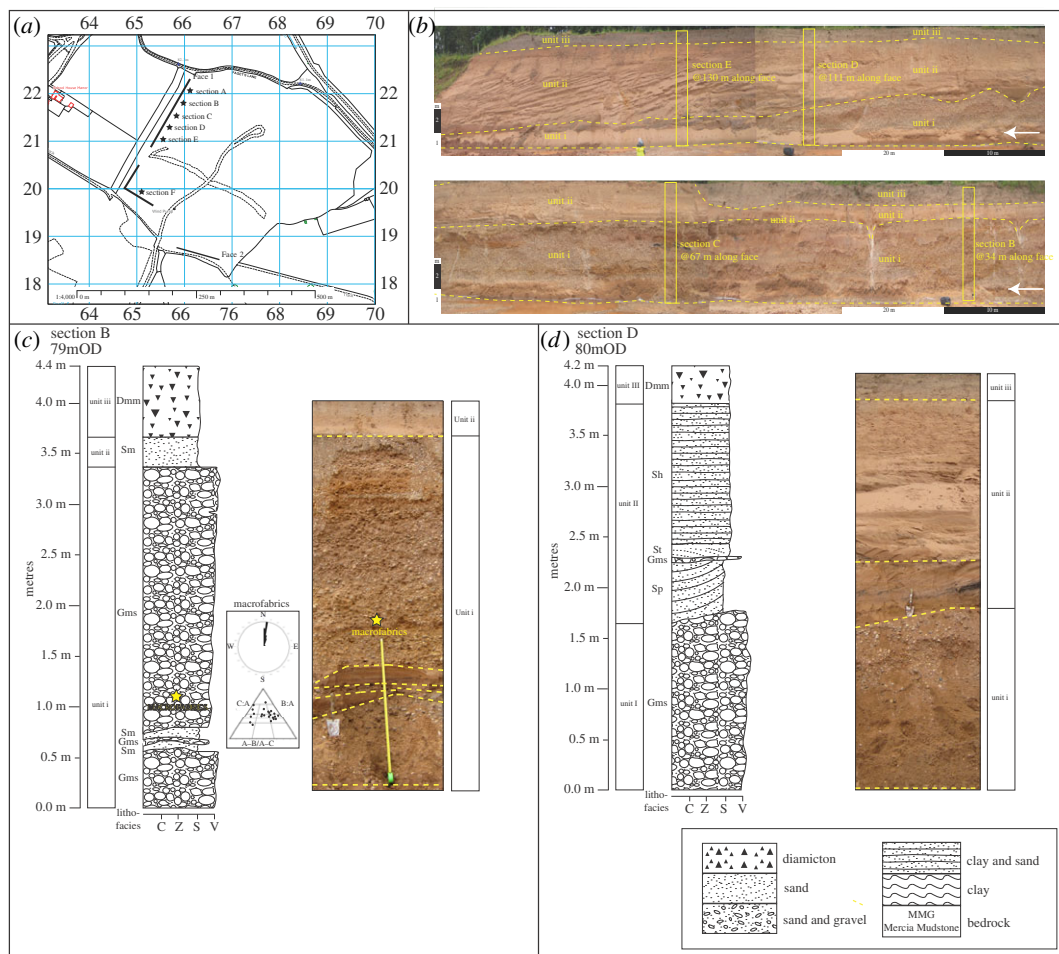 (a)
64 65 66 67 68 69 70
22
21
20
19
18
Face 1
section A
section B
section C
section D
section E
section F
Face 2
1:4,000 0 m 250 m 500 m
64 65 66 67 68 69 70
(b)
unit iii
unit iii
section E
@130 m along face
section D
@111 m along face
unit ii
unit ii
unit i
unit i
m
2
1
20 m
10 m
unit ii
unit iii
unit ii
unit ii
section C
@67 m along face
section B
@34 m along face
unit i
unit i
m
2
1
20 m
10 m
(c)
section B
79mOD
4.4 m
4.0 m
3.5 m
3.0 m
2.5 m
2.0 m
1.5 m
1.0 m
0.5 m
0.0 m
metres
unit iii
unit ii
unit i
Dmm
Sm
Gms
Sm
Gms
Sm
Gms
macrofabrics
litho-
facies
C Z S V
macrofabrics
N
W E
S
C:A B:A
A–B/A–C
macrofabrics
Unit ii
Unit i
(d)
section D
80mOD
4.2 m
4.0 m
3.5 m
3.0 m
2.5 m
2.0 m
1.5 m
1.0 m
0.5 m
0.0 m
metres
unit III
unit II
unit I
Dmm
Sh
St
Gms
Sp
Gms
litho-
facies
C Z S V
unit iii
unit ii
unit i
diamicton
sand
sand and gravel
clay and sand
clay
MMG
Mercia Mudstone
bedrock